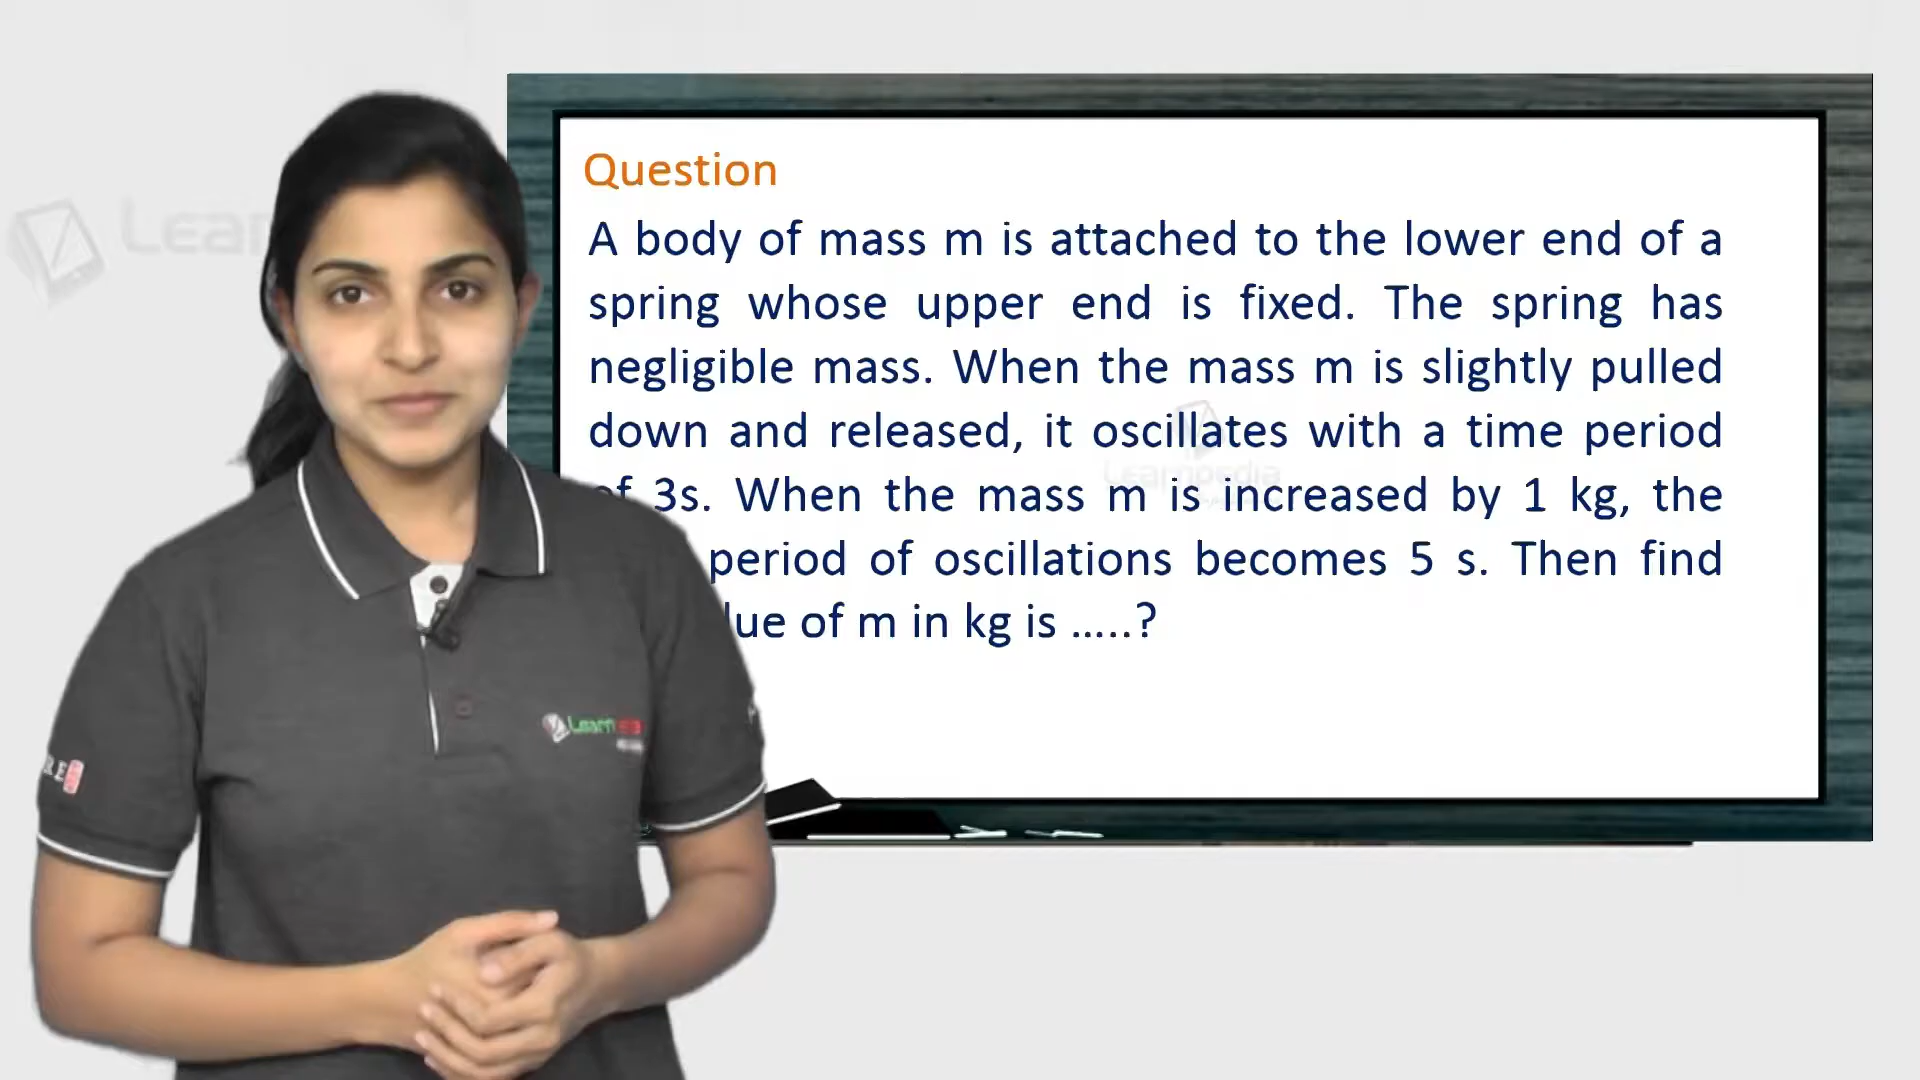 Question
A body of mass m is attached to the lower end of a
spring whose upper end is fixed. The spring has
negligible mass. When the mass m is slightly pulled
down and released, it oscillates with a time period
of 3s. When the mass m is increased by 1 kg, the
period of oscillations becomes 5 s. Then find
lue of m in kg is .....?
Learnpedia